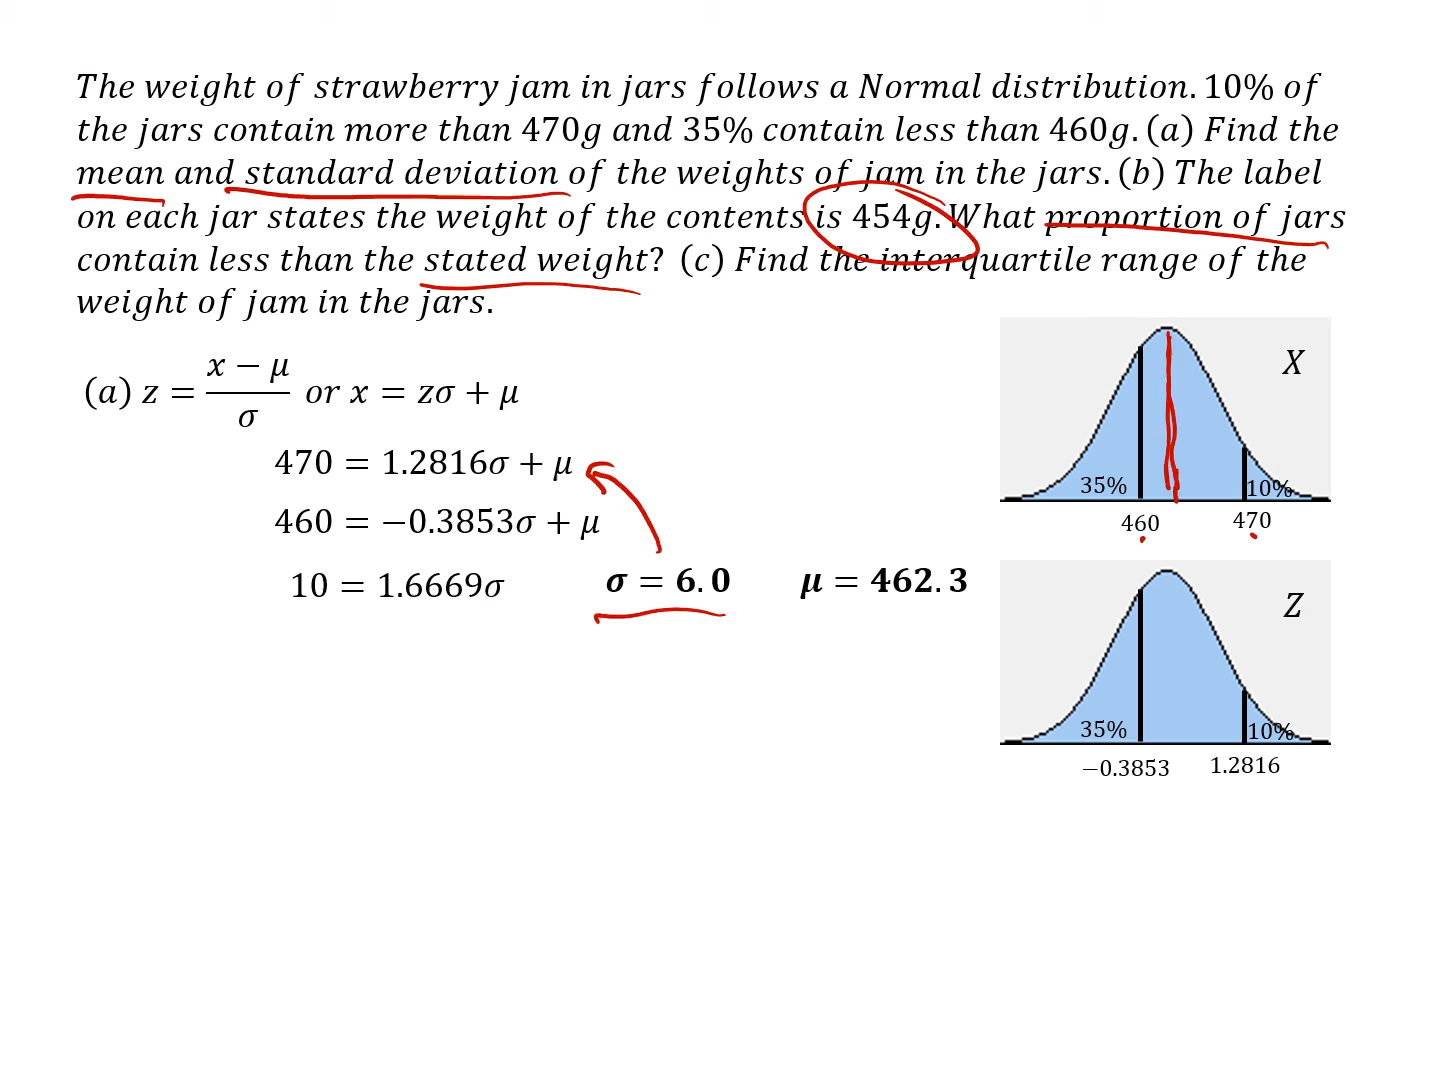 The weight of strawberry jam in jars follows a Normal distribution. 10% of
the jars contain more than 470g and 35% contain less than 460g. (a) Find the
mean and standard deviation of the weights of jam in the jars. (b) The label
on each jar states the weight of the contents is 454g. What proportion of jars
contain less than the stated weight? (c) Find the interquartile range of the
weight of jam in the jars.
(a) z = (x − μ)/σ or x = zσ + μ
470 = 1.2816σ + μ
460 = −0.3853σ + μ
10 = 1.6669σ σ = 6.0 μ = 462.3
X
35% 10%
460 470
Z
35% 10%
−0.3853 1.2816